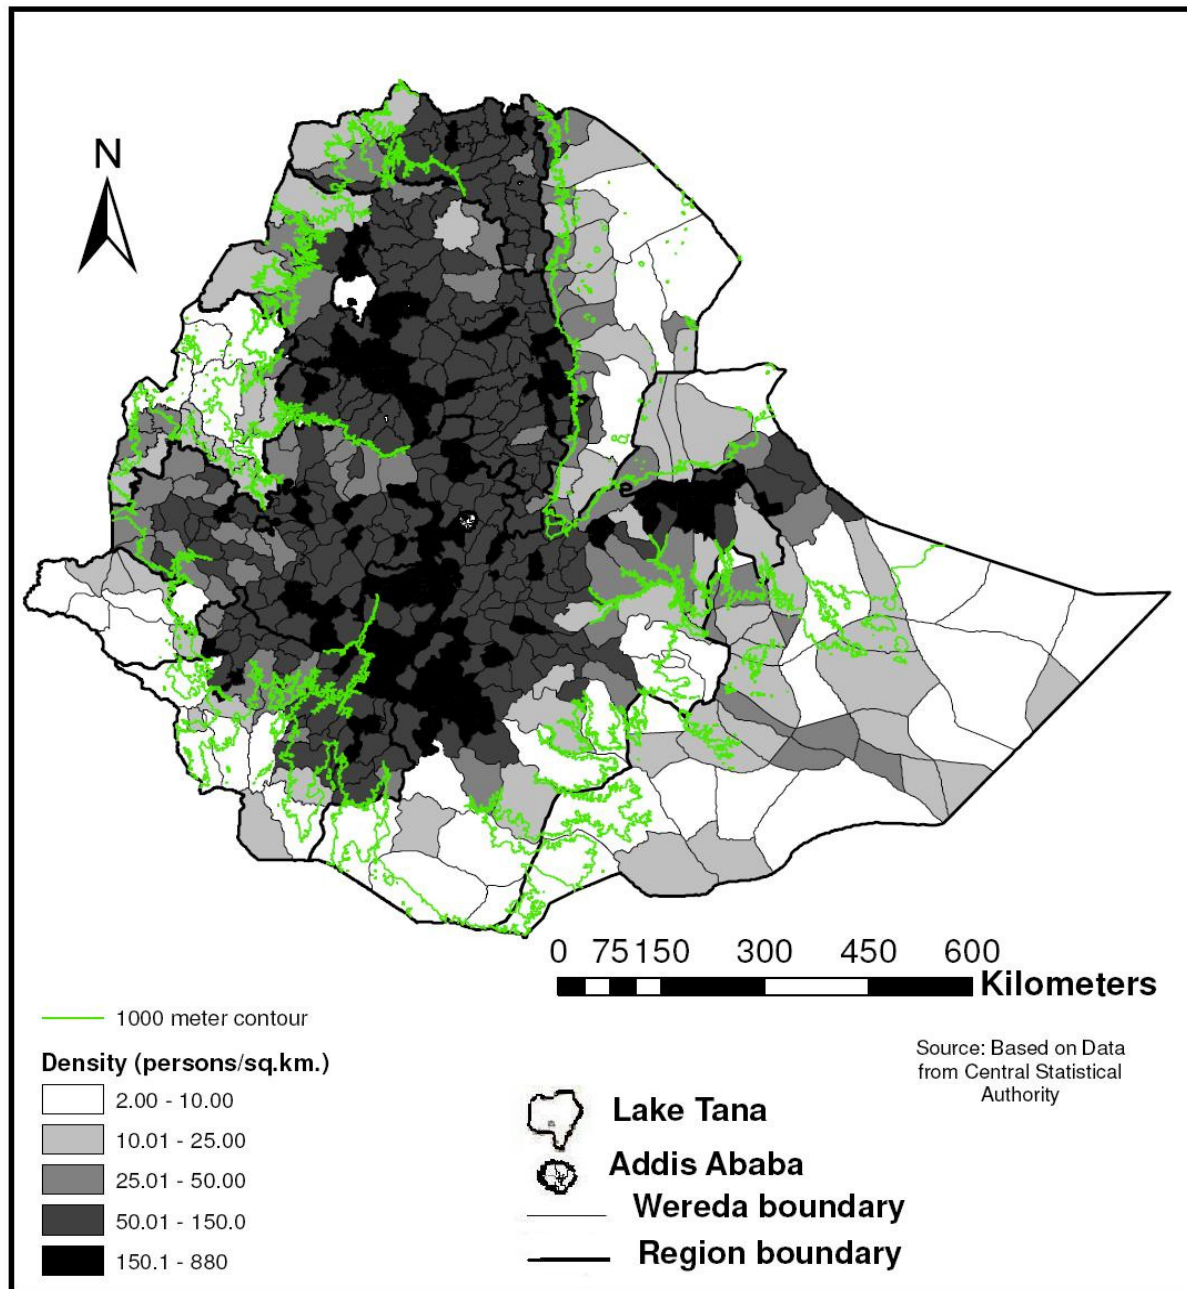 N
0 75 150 300 450 600
Kilometers
1000 meter contour
Density (persons/sq.km.)
2.00 - 10.00
10.01 - 25.00
25.01 - 50.00
50.01 - 150.0
150.1 - 880
Lake Tana
Addis Ababa
Wereda boundary
Region boundary
Source: Based on Data
from Central Statistical
Authority